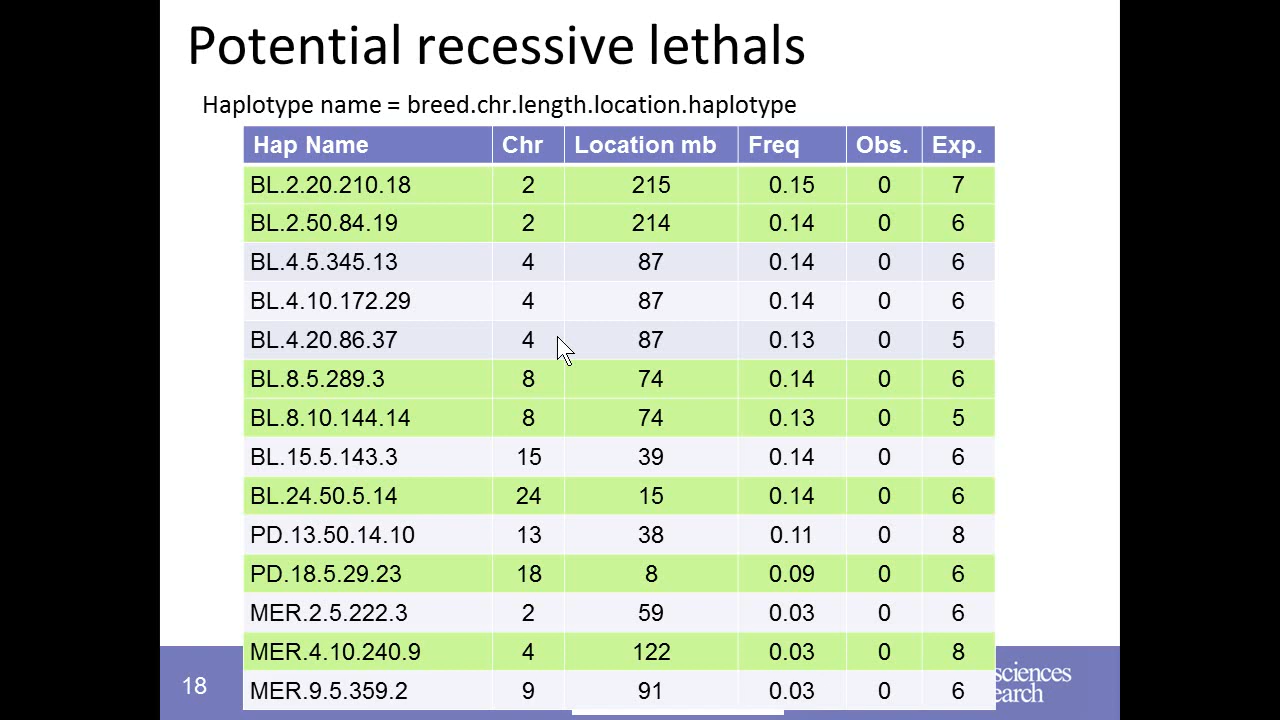 Potential recessive lethals
Haplotype name = breed.chr.length.location.haplotype
Hap Name Chr Location mb Freq Obs. Exp.
BL.2.20.210.18 2 215 0.15 0 7
BL.2.50.84.19 2 214 0.14 0 6
BL.4.5.345.13 4 87 0.14 0 6
BL.4.10.172.29 4 87 0.14 0 6
BL.4.20.86.37 4 87 0.13 0 5
BL.8.5.289.3 8 74 0.14 0 6
BL.8.10.144.14 8 74 0.13 0 5
BL.15.5.143.3 15 39 0.14 0 6
BL.24.50.5.14 24 15 0.14 0 6
PD.13.50.14.10 13 38 0.11 0 8
PD.18.5.29.23 18 8 0.09 0 6
MER.2.5.222.3 2 59 0.03 0 6
MER.4.10.240.9 4 122 0.03 0 8
MER.9.5.359.2 9 91 0.03 0 6
18
sciences
earch